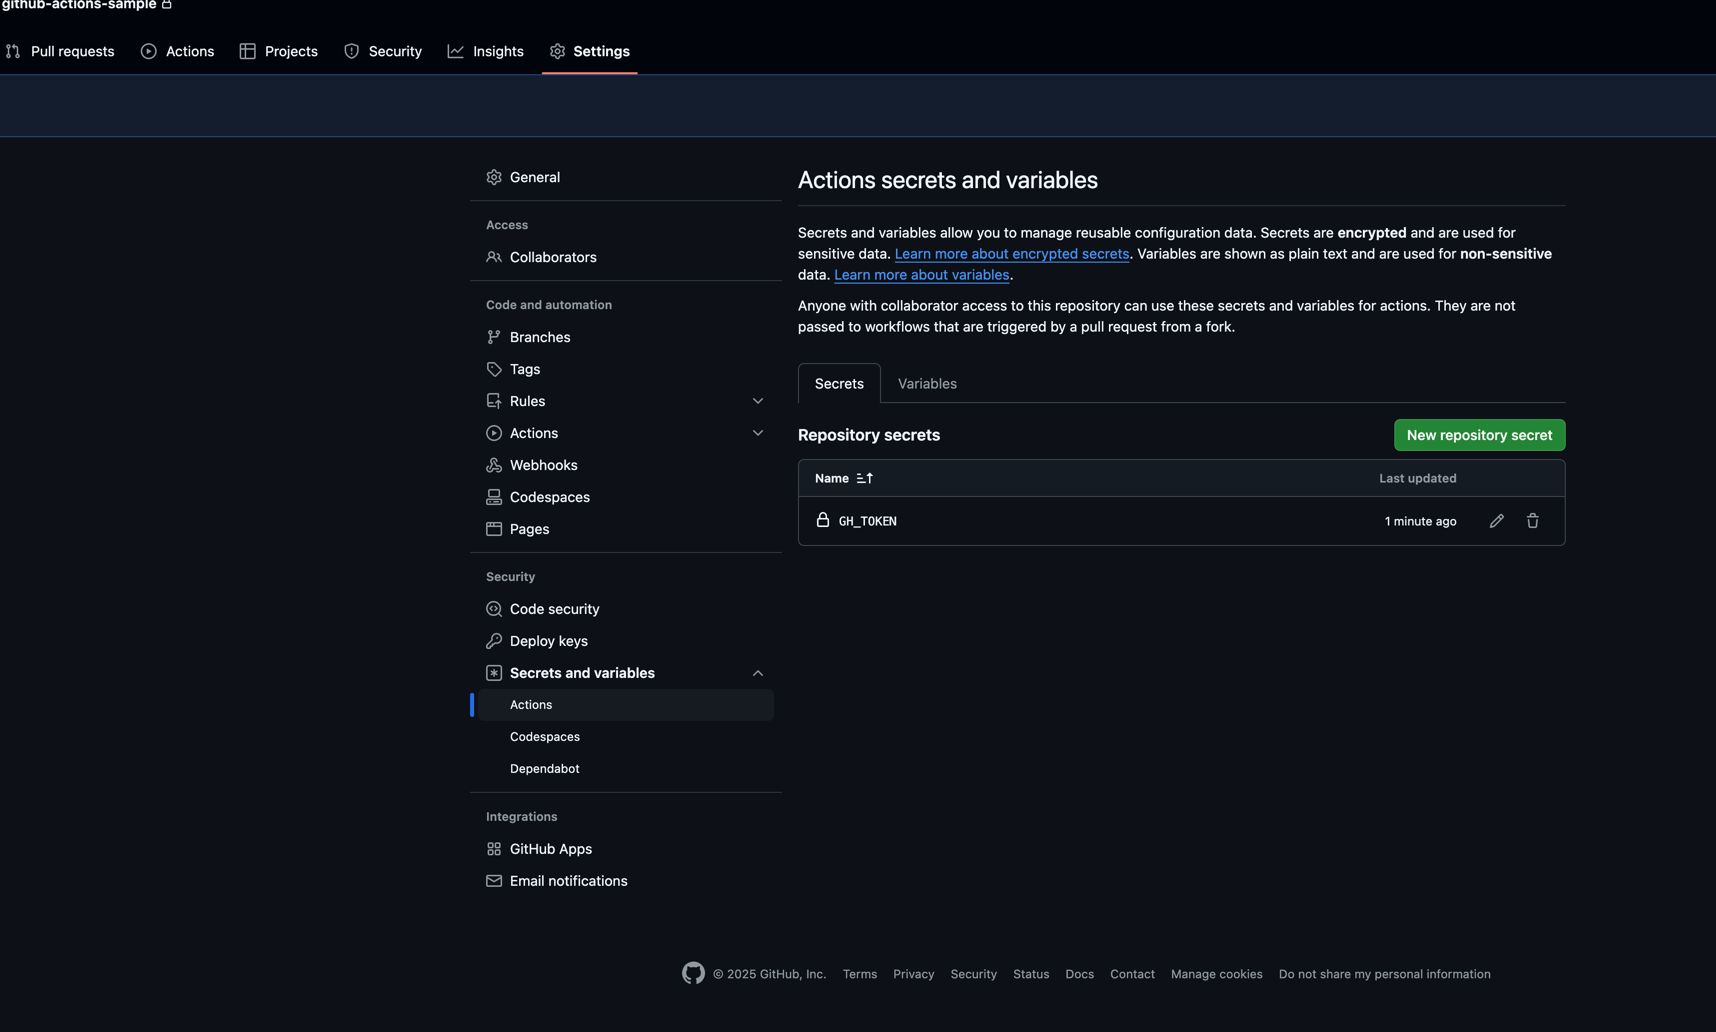 github-actions-sample
Pull requests Actions Projects Security Insights Settings
General
Access
Collaborators
Code and automation
Branches
Tags
Rules
Actions
Webhooks
Codespaces
Pages
Security
Code security
Deploy keys
Secrets and variables
Actions
Codespaces
Dependabot
Integrations
GitHub Apps
Email notifications
Actions secrets and variables
Secrets and variables allow you to manage reusable configuration data. Secrets are encrypted and are used for
sensitive data. Learn more about encrypted secrets. Variables are shown as plain text and are used for non-sensitive
data. Learn more about variables.
Anyone with collaborator access to this repository can use these secrets and variables for actions. They are not
passed to workflows that are triggered by a pull request from a fork.
Secrets Variables
Repository secrets New repository secret
Name Last updated
GH_TOKEN 1 minute ago
© 2025 GitHub, Inc. Terms Privacy Security Status Docs Contact Manage cookies Do not share my personal information